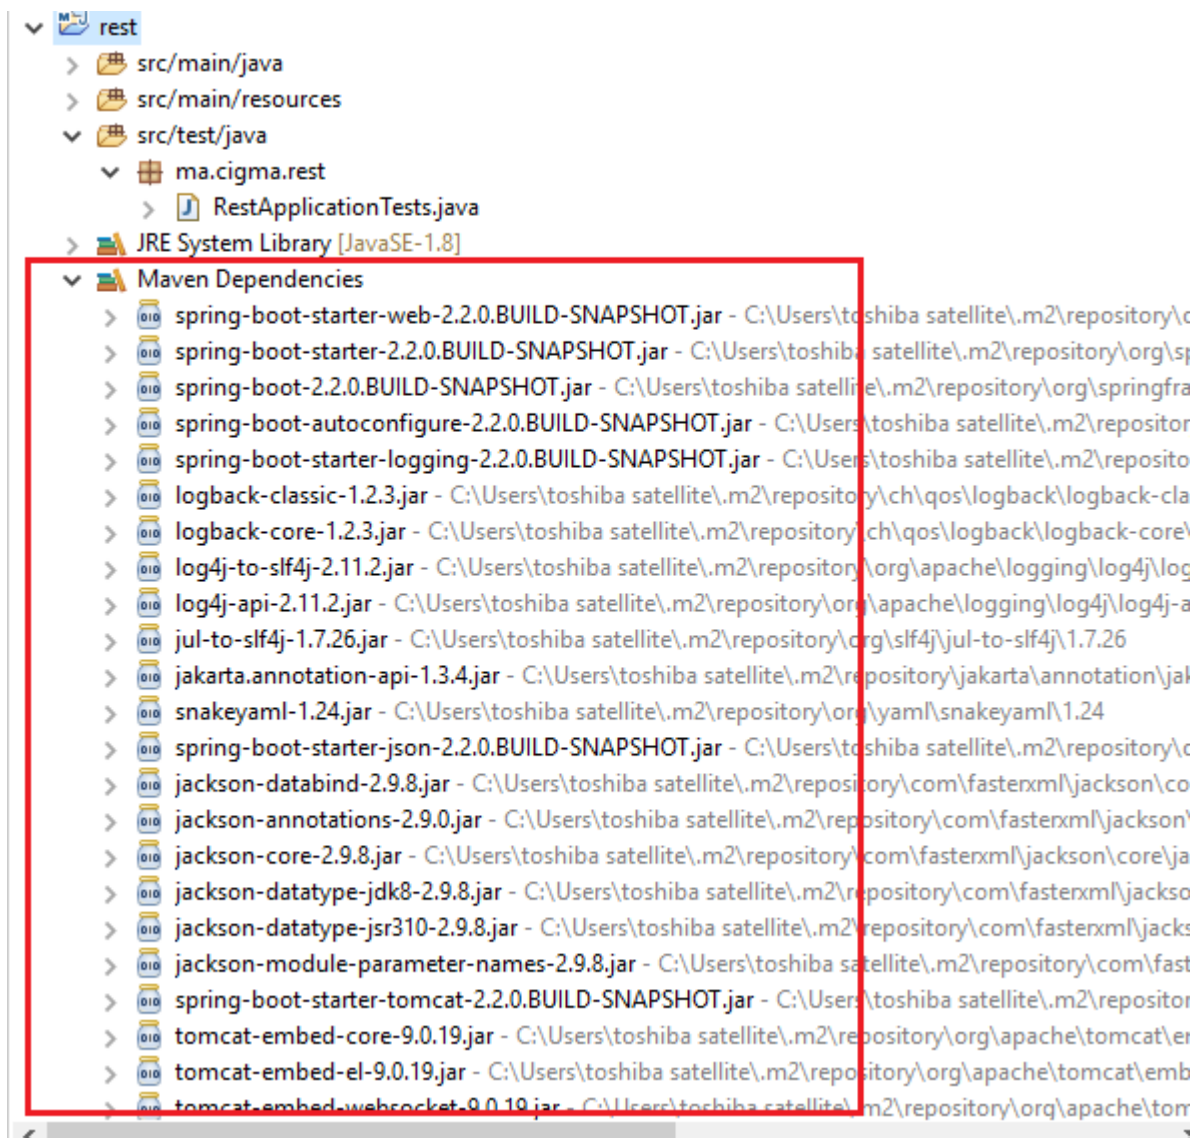 rest
src/main/java
src/main/resources
src/test/java
ma.cigma.rest
RestApplicationTests.java
JRE System Library [JavaSE-1.8]
Maven Dependencies
spring-boot-starter-web-2.2.0.BUILD-SNAPSHOT.jar - C:\Users\toshiba satellite\.m2\repository\
spring-boot-starter-2.2.0.BUILD-SNAPSHOT.jar - C:\Users\toshiba satellite\.m2\repository\org\sp
spring-boot-2.2.0.BUILD-SNAPSHOT.jar - C:\Users\toshiba satellite\.m2\repository\org\springfra
spring-boot-autoconfigure-2.2.0.BUILD-SNAPSHOT.jar - C:\Users\toshiba satellite\.m2\repositor
spring-boot-starter-logging-2.2.0.BUILD-SNAPSHOT.jar - C:\Users\toshiba satellite\.m2\reposito
logback-classic-1.2.3.jar - C:\Users\toshiba satellite\.m2\repository\ch\qos\logback\logback-cla
logback-core-1.2.3.jar - C:\Users\toshiba satellite\.m2\repository\ch\qos\logback\logback-core\
log4j-to-slf4j-2.11.2.jar - C:\Users\toshiba satellite\.m2\repository\org\apache\logging\log4j\log
log4j-api-2.11.2.jar - C:\Users\toshiba satellite\.m2\repository\org\apache\logging\log4j\log4j-a
jul-to-slf4j-1.7.26.jar - C:\Users\toshiba satellite\.m2\repository\org\slf4j\jul-to-slf4j\1.7.26
jakarta.annotation-api-1.3.4.jar - C:\Users\toshiba satellite\.m2\repository\jakarta\annotation\jak
snakeyaml-1.24.jar - C:\Users\toshiba satellite\.m2\repository\org\yaml\snakeyaml\1.24
spring-boot-starter-json-2.2.0.BUILD-SNAPSHOT.jar - C:\Users\toshiba satellite\.m2\repository\
jackson-databind-2.9.8.jar - C:\Users\toshiba satellite\.m2\repository\com\fasterxml\jackson\co
jackson-annotations-2.9.0.jar - C:\Users\toshiba satellite\.m2\repository\com\fasterxml\jackson\
jackson-core-2.9.8.jar - C:\Users\toshiba satellite\.m2\repository\com\fasterxml\jackson\core\ja
jackson-datatype-jdk8-2.9.8.jar - C:\Users\toshiba satellite\.m2\repository\com\fasterxml\jackso
jackson-datatype-jsr310-2.9.8.jar - C:\Users\toshiba satellite\.m2\repository\com\fasterxml\jacks
jackson-module-parameter-names-2.9.8.jar - C:\Users\toshiba satellite\.m2\repository\com\fast
spring-boot-starter-tomcat-2.2.0.BUILD-SNAPSHOT.jar - C:\Users\toshiba satellite\.m2\repositor
tomcat-embed-core-9.0.19.jar - C:\Users\toshiba satellite\.m2\repository\org\apache\tomcat\e
tomcat-embed-el-9.0.19.jar - C:\Users\toshiba satellite\.m2\repository\org\apache\tomcat\emb
tomcat-embed-websocket-9.0.19.jar - C:\Users\toshiba satellite\.m2\repository\org\apache\tom